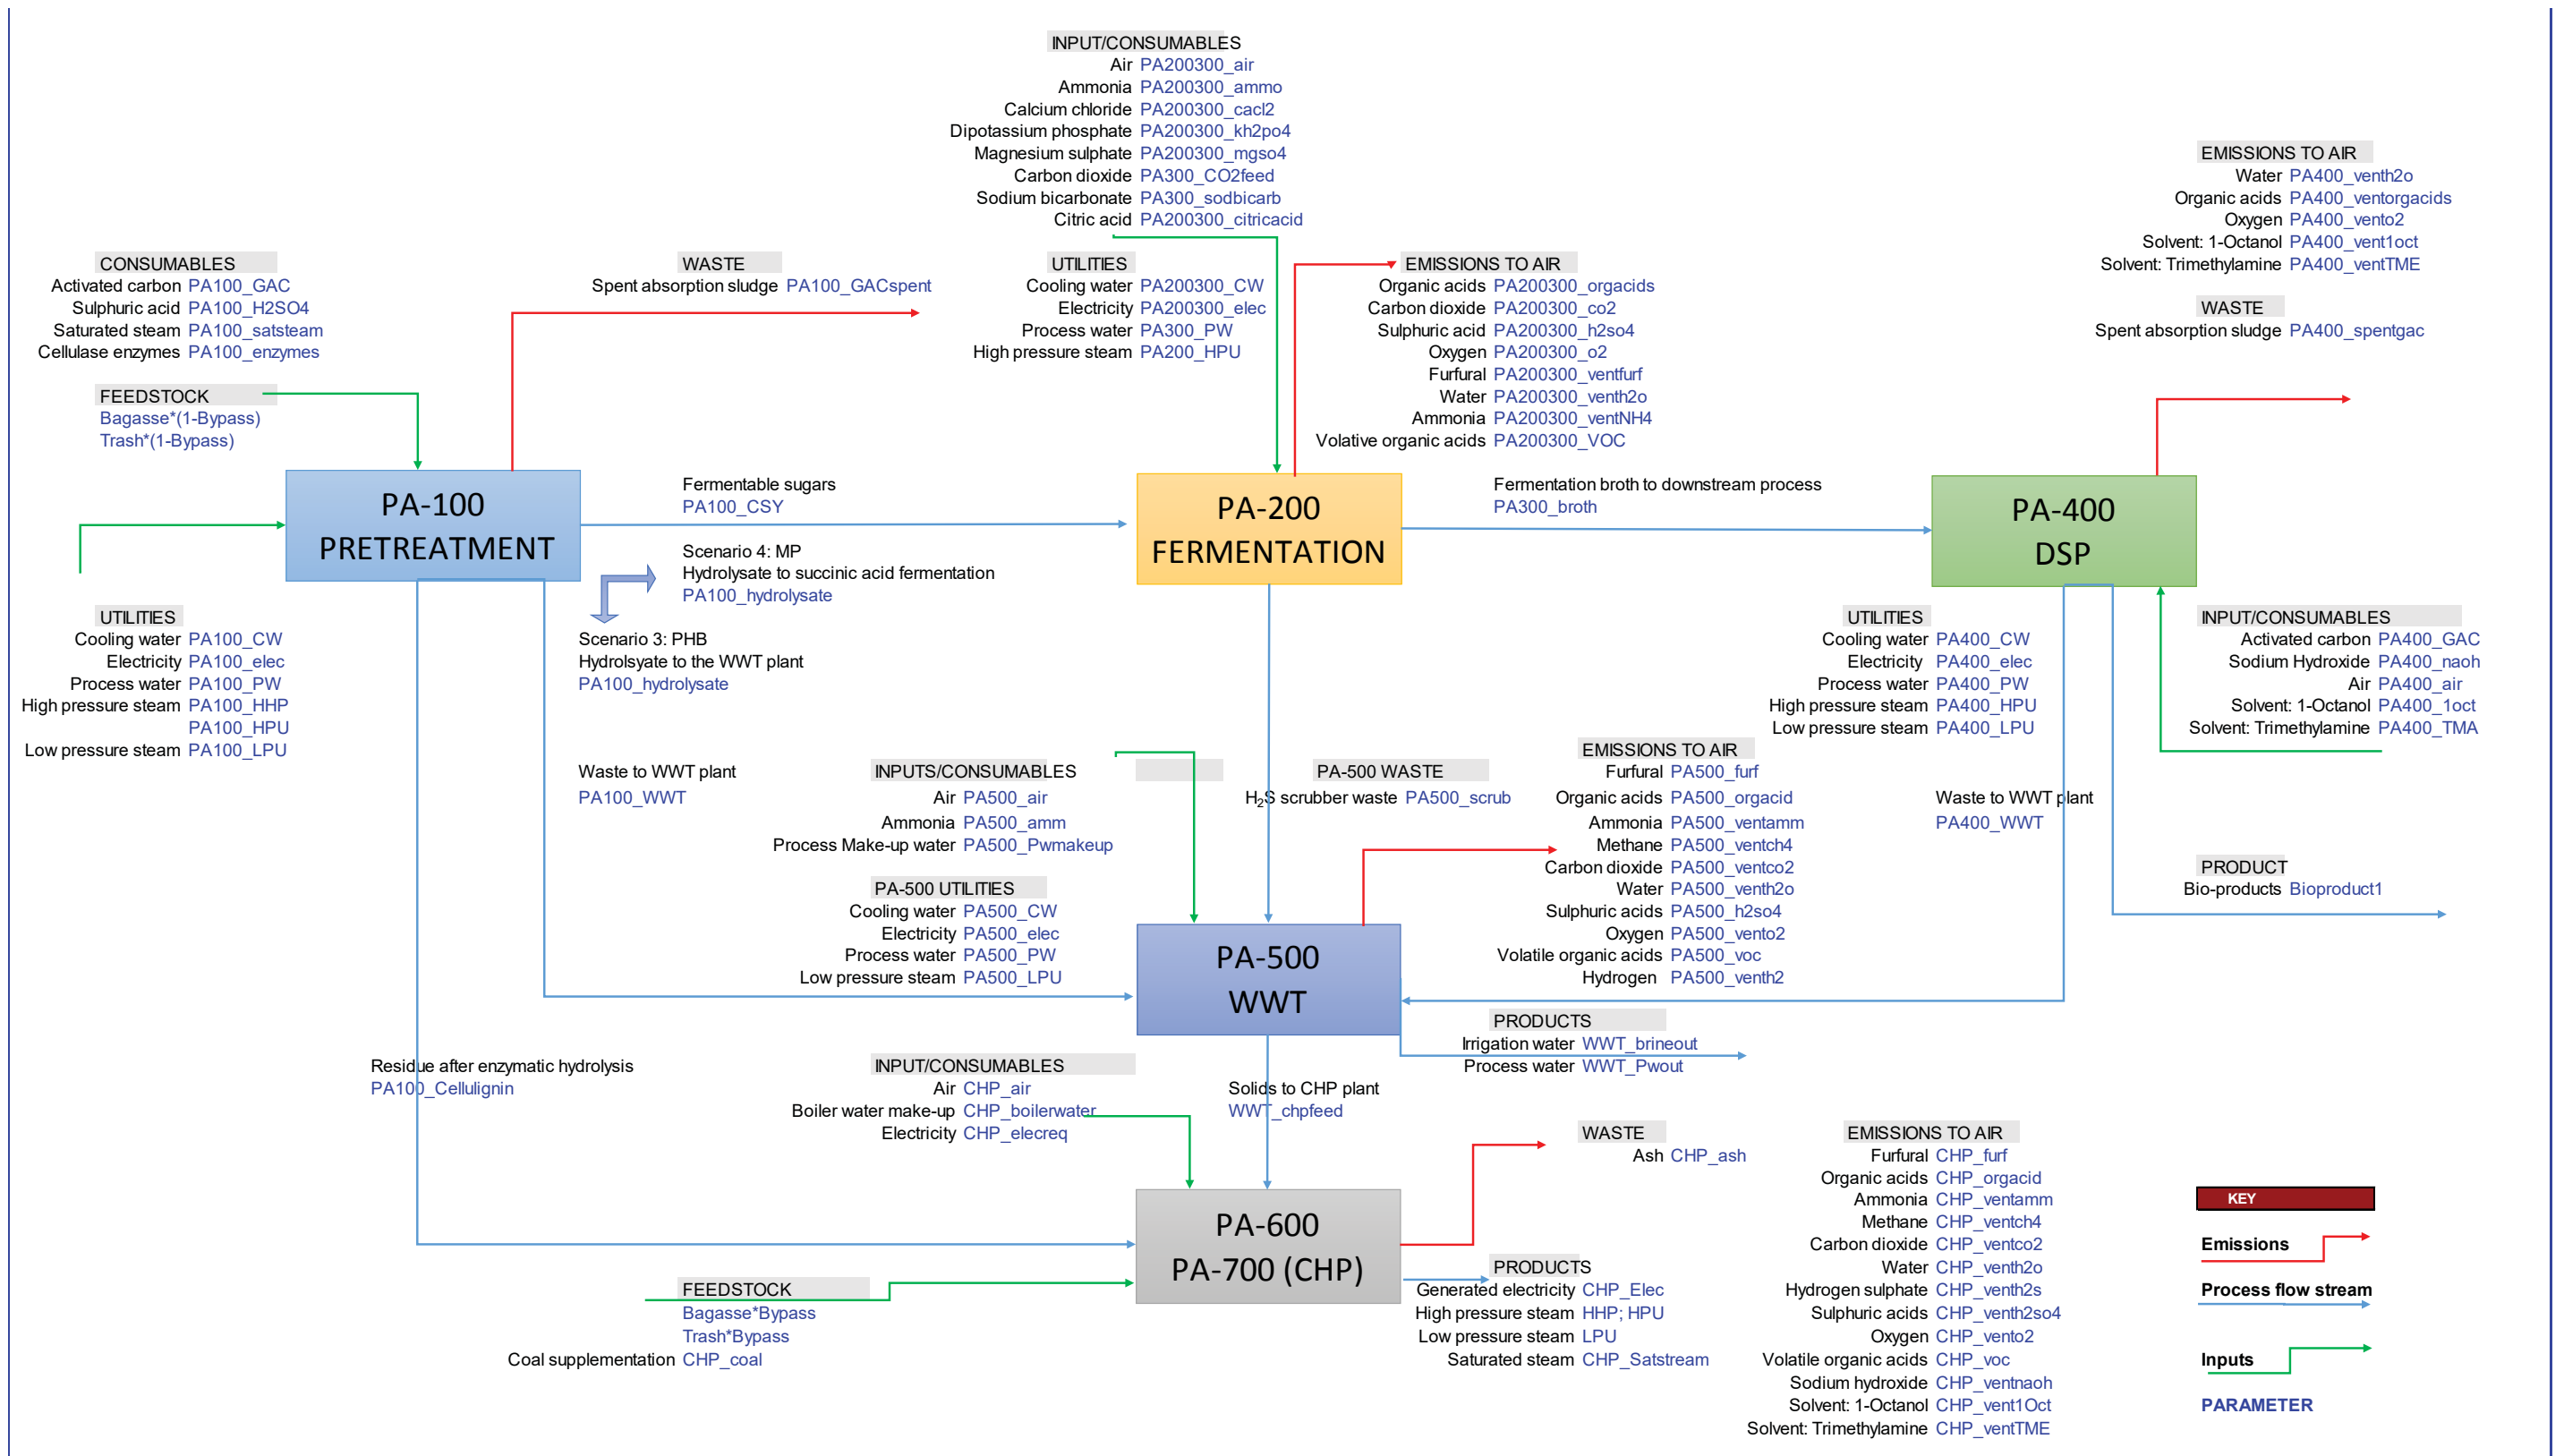 INPUT/CONSUMABLES
Air PA200300_air
Ammonia PA200300_ammo
Calcium chloride PA200300_cacl2
Dipotassium phosphate PA200300_kh2po4
Magnesium sulphate PA200300_mgso4
Carbon dioxide PA300_CO2feed
Sodium bicarbonate PA300_sodbicarb
Citric acid PA200300_citricacid
EMISSIONS TO AIR
Water PA400_venth2o
Organic acids PA400_ventorgacids
Oxygen PA400_vento2
Solvent: 1-Octanol PA400_vent1oct
Solvent: Trimethylamine PA400_ventTME
WASTE
Spent absorption sludge PA400_spentgac
CONSUMABLES
Activated carbon PA100_GAC
Sulphuric acid PA100_H2SO4
Saturated steam PA100_satsteam
Cellulase enzymes PA100_enzymes
FEEDSTOCK
Bagasse*(1-Bypass)
Trash*(1-Bypass)
WASTE
Spent absorption sludge PA100_GACspent
UTILITIES
Cooling water PA200300_CW
Electricity PA200300_elec
Process water PA300_PW
High pressure steam PA200_HPU
EMISSIONS TO AIR
Organic acids PA200300_orgacids
Carbon dioxide PA200300_co2
Sulphuric acid PA200300_h2so4
Oxygen PA200300_o2
Furfural PA200300_ventfurf
Water PA200300_venth2o
Ammonia PA200300_ventNH4
Volative organic acids PA200300_VOC
PA-100
PRETREATMENT
Fermentable sugars
PA100_CSY
PA-200
FERMENTATION
Fermentation broth to downstream process
PA300_broth
PA-400
DSP
Scenario 4: MP
Hydrolysate to succinic acid fermentation
PA100_hydrolysate
Scenario 3: PHB
Hydrolsyate to the WWT plant
PA100_hydrolysate
UTILITIES
Cooling water PA100_CW
Electricity PA100_elec
Process water PA100_PW
High pressure steam PA100_HHP
PA100_HPU
Low pressure steam PA100_LPU
UTILITIES
Cooling water PA400_CW
Electricity PA400_elec
Process water PA400_PW
High pressure steam PA400_HPU
Low pressure steam PA400_LPU
INPUT/CONSUMABLES
Activated carbon PA400_GAC
Sodium Hydroxide PA400_naoh
Air PA400_air
Solvent: 1-Octanol PA400_1oct
Solvent: Trimethylamine PA400_TMA
Waste to WWT plant
PA100_WWT
INPUTS/CONSUMABLES
Air PA500_air
Ammonia PA500_amm
Process Make-up water PA500_Pwmakeup
PA-500 UTILITIES
Cooling water PA500_CW
Electricity PA500_elec
Process water PA500_PW
Low pressure steam PA500_LPU
PA-500 WASTE
H2S scrubber waste PA500_scrub
EMISSIONS TO AIR
Furfural PA500_furf
Organic acids PA500_orgacid
Ammonia PA500_ventamm
Methane PA500_ventch4
Carbon dioxide PA500_ventco2
Water PA500_venth2o
Sulphuric acids PA500_h2so4
Oxygen PA500_vento2
Volatile organic acids PA500_voc
Hydrogen PA500_venth2
Waste to WWT plant
PA400_WWT
PRODUCT
Bio-products Bioproduct1
PA-500
WWT
PRODUCTS
Irrigation water WWT_brineout
Process water WWT_Pwout
Residue after enzymatic hydrolysis
PA100_Cellulignin
INPUT/CONSUMABLES
Air CHP_air
Boiler water make-up CHP_boilerwater
Electricity CHP_elecreq
Solids to CHP plant
WWT_chpfeed
PA-600
PA-700 (CHP)
WASTE
Ash CHP_ash
FEEDSTOCK
Bagasse*Bypass
Trash*Bypass
Coal supplementation CHP_coal
PRODUCTS
Generated electricity CHP_Elec
High pressure steam HHP; HPU
Low pressure steam LPU
Saturated steam CHP_Satstream
EMISSIONS TO AIR
Furfural CHP_furf
Organic acids CHP_orgacid
Ammonia CHP_ventamm
Methane CHP_ventch4
Carbon dioxide CHP_ventco2
Water CHP_venth2o
Hydrogen sulphate CHP_venth2s
Sulphuric acids CHP_venth2so4
Oxygen CHP_vento2
Volatile organic acids CHP_voc
Sodium hydroxide CHP_ventnaoh
Solvent: 1-Octanol CHP_vent1Oct
Solvent: Trimethylamine CHP_ventTME
KEY
Emissions
Process flow stream
Inputs
PARAMETER